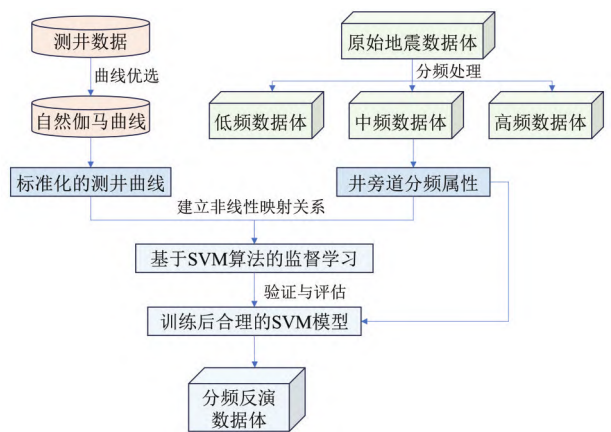 测井数据
原始地震数据体
曲线优选
分频处理
自然伽马曲线
低频数据体
中频数据体
高频数据体
标准化的测井曲线
井旁道分频属性
建立非线性映射关系
基于SVM算法的监督学习
验证与评估
训练后合理的SVM模型
分频反演
数据体